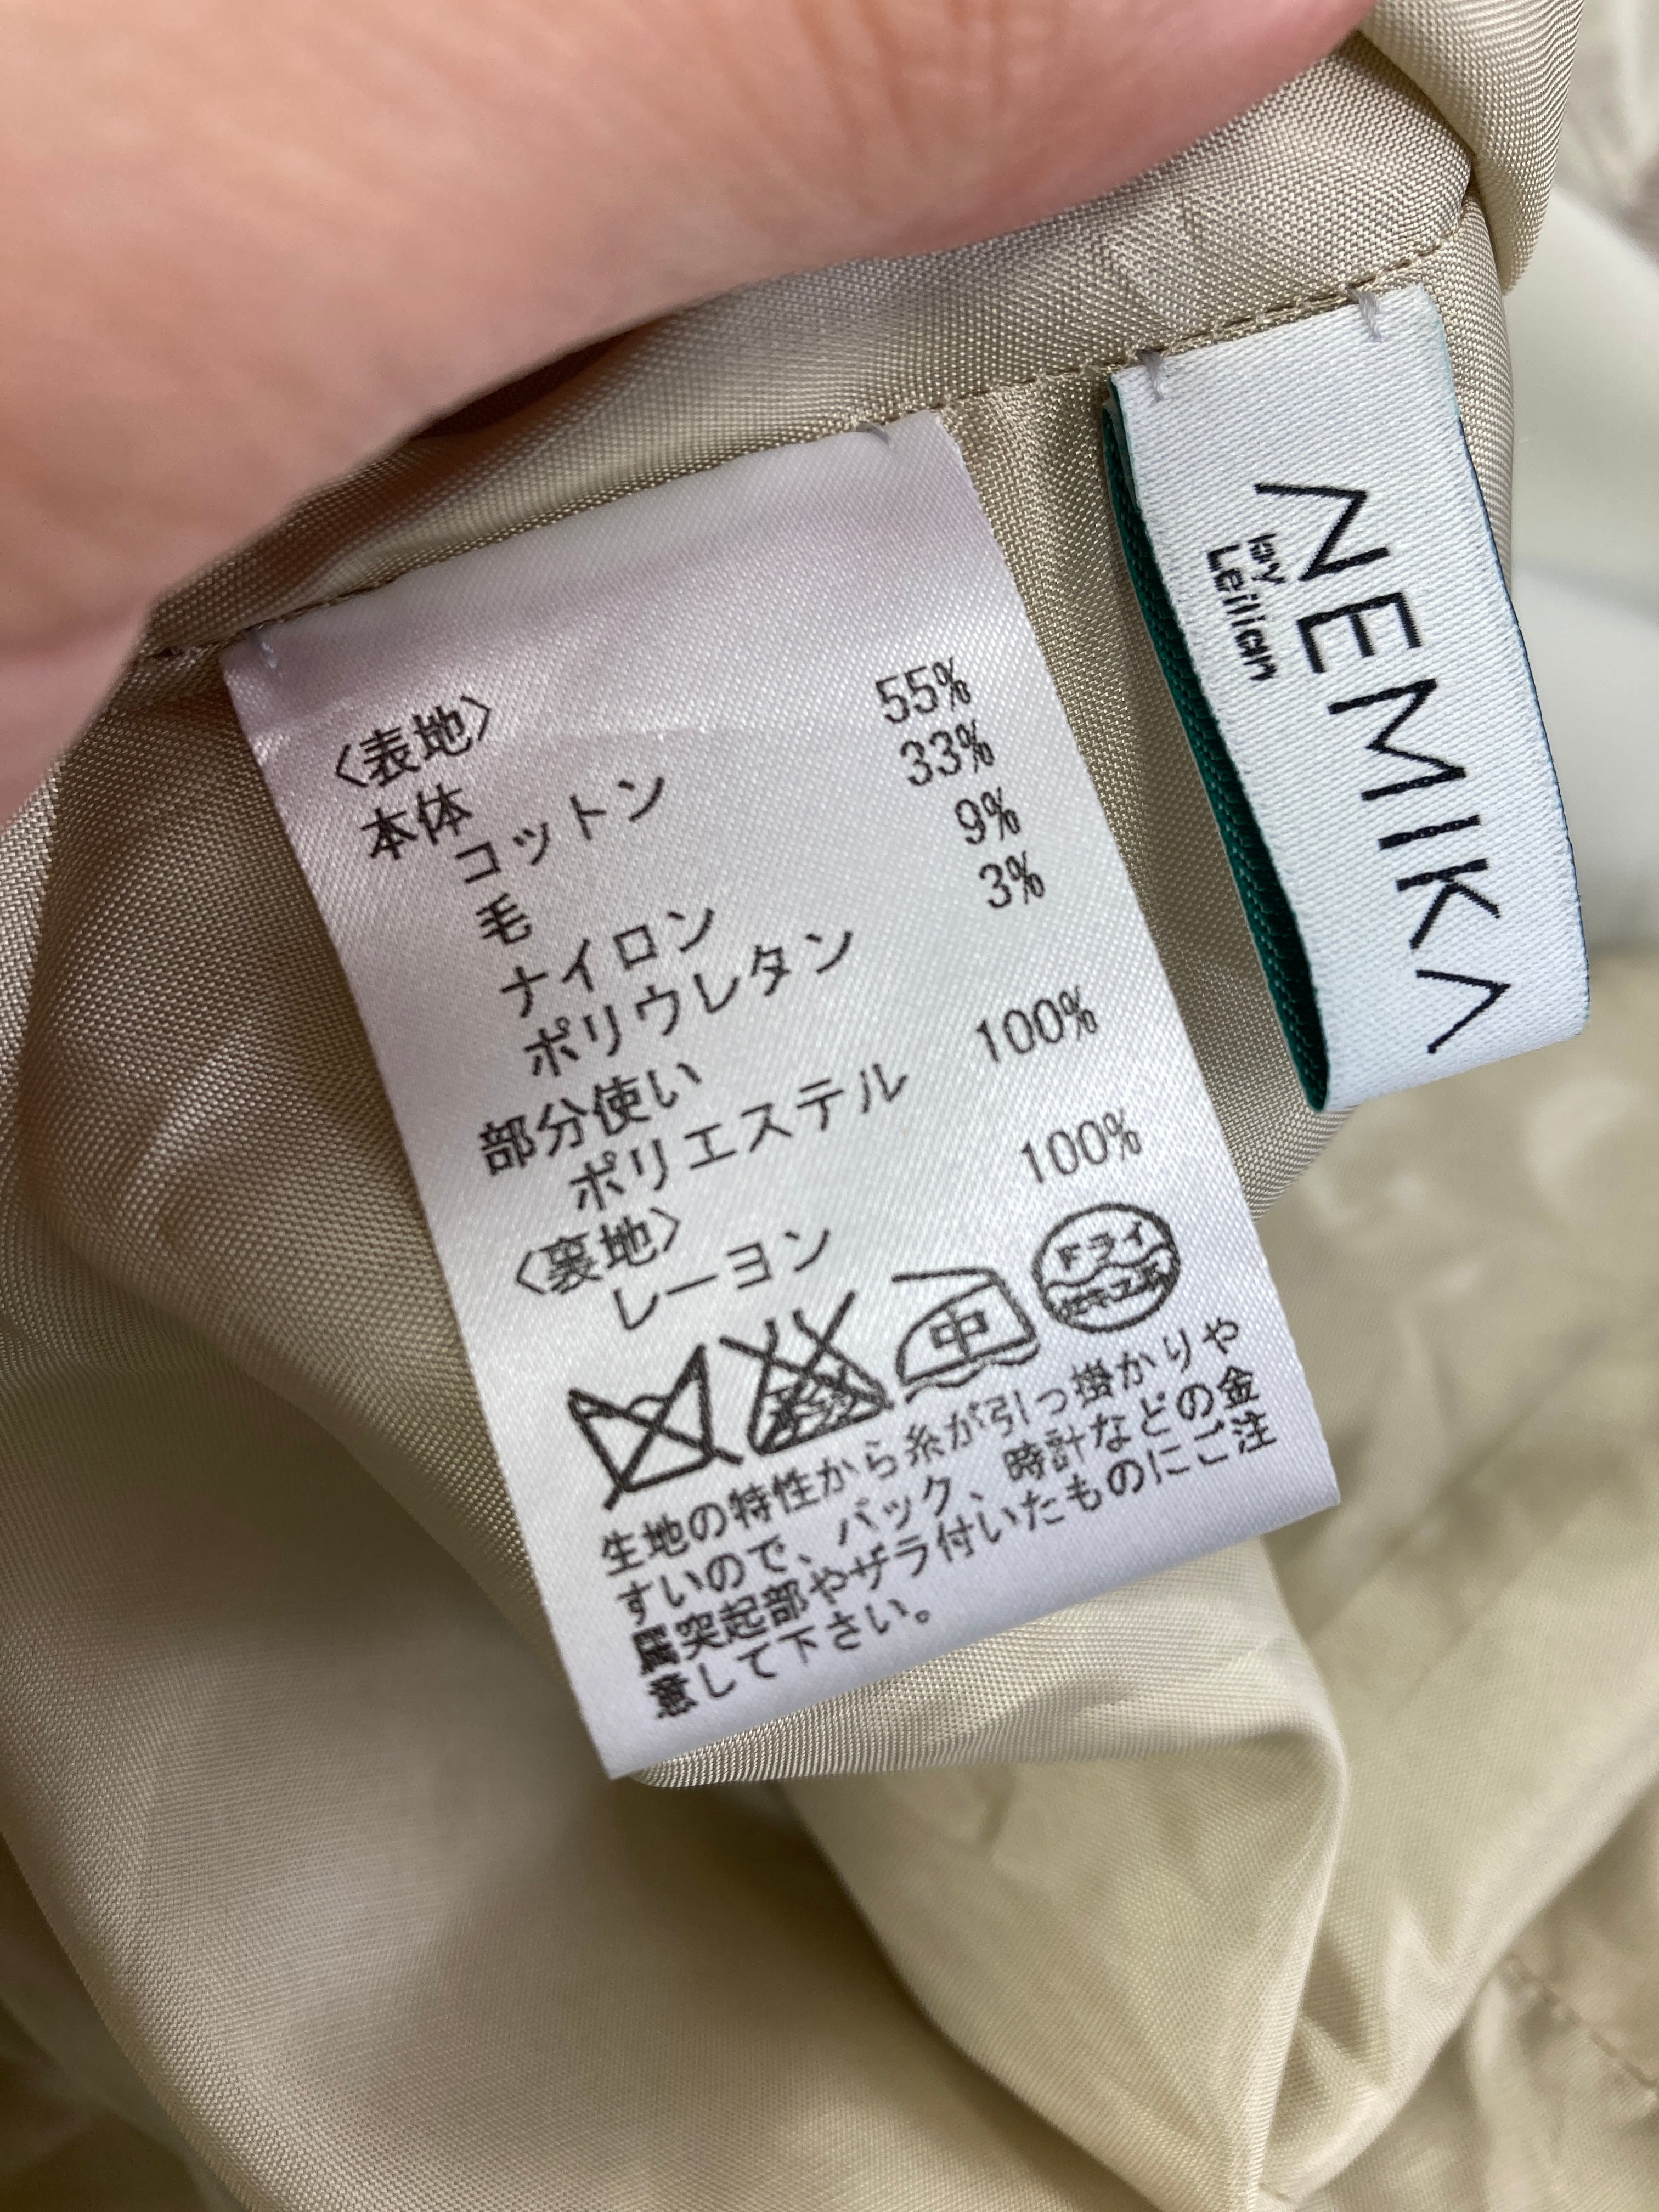 〈表地〉
本体
コットン 55%
毛 33%
ナイロン 9%
ポリウレタン 3%
部分使い
ポリエステル 100%
〈裏地〉
レーヨン 100%
中
ドライ
セキユ系
生地の特性から糸が引っ掛かりや
すいので、バック、時計などの金
属突起部やザラ付いたものにご注
意して下さい。
NEMIKA
by
Leilian